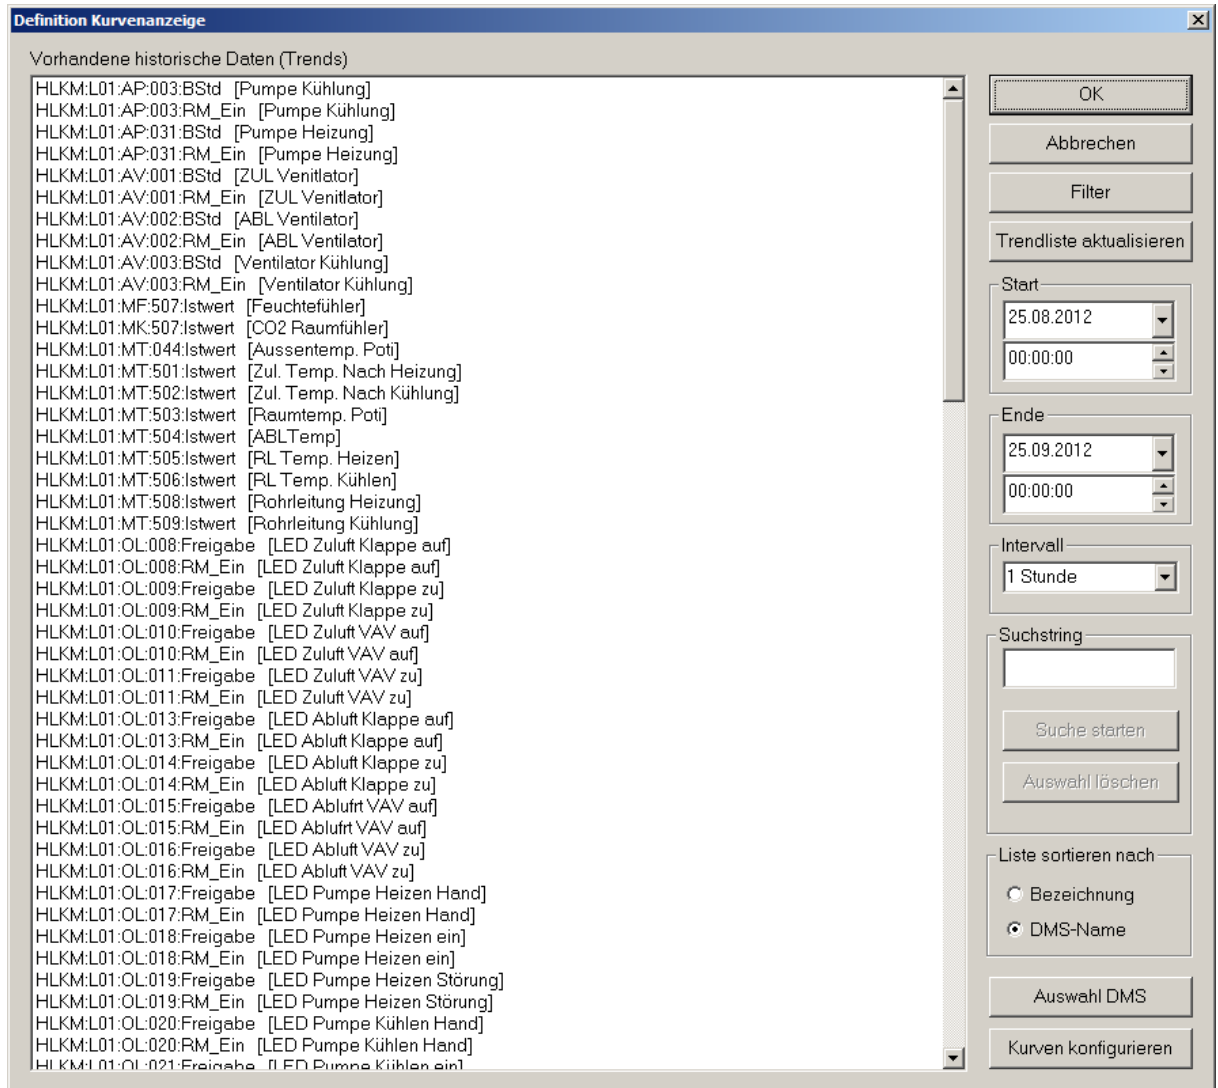 Definition Kurvenanzeige
Vorhandene historische Daten (Trends)
HLKM:L01:AP:003:BStd [Pumpe Kühlung]
HLKM:L01:AP:003:RM_Ein [Pumpe Kühlung]
HLKM:L01:AP:031:BStd [Pumpe Heizung]
HLKM:L01:AP:031:RM_Ein [Pumpe Heizung]
HLKM:L01:AV:001:BStd [ZUL Venitlator]
HLKM:L01:AV:001:RM_Ein [ZUL Venitlator]
HLKM:L01:AV:002:BStd [ABL Ventilator]
HLKM:L01:AV:002:RM_Ein [ABL Ventilator]
HLKM:L01:AV:003:BStd [Ventilator Kühlung]
HLKM:L01:AV:003:RM_Ein [Ventilator Kühlung]
HLKM:L01:MF:507:Istwert [Feuchtefühler]
HLKM:L01:MK:507:Istwert [CO2 Raumfühler]
HLKM:L01:MT:044:Istwert [Aussentemp. Poti]
HLKM:L01:MT:501:Istwert [Zul. Temp. Nach Heizung]
HLKM:L01:MT:502:Istwert [Zul. Temp. Nach Kühlung]
HLKM:L01:MT:503:Istwert [Raumtemp. Poti]
HLKM:L01:MT:504:Istwert [ABLTemp]
HLKM:L01:MT:505:Istwert [RL Temp. Heizen]
HLKM:L01:MT:506:Istwert [RL Temp. Kühlen]
HLKM:L01:MT:508:Istwert [Rohrleitung Heizung]
HLKM:L01:MT:509:Istwert [Rohrleitung Kühlung]
HLKM:L01:OL:008:Freigabe [LED Zuluft Klappe auf]
HLKM:L01:OL:008:RM_Ein [LED Zuluft Klappe auf]
HLKM:L01:OL:009:Freigabe [LED Zuluft Klappe zu]
HLKM:L01:OL:009:RM_Ein [LED Zuluft Klappe zu]
HLKM:L01:OL:010:Freigabe [LED Zuluft VAV auf]
HLKM:L01:OL:010:RM_Ein [LED Zuluft VAV auf]
HLKM:L01:OL:011:Freigabe [LED Zuluft VAV zu]
HLKM:L01:OL:011:RM_Ein [LED Zuluft VAV zu]
HLKM:L01:OL:013:Freigabe [LED Abluft Klappe auf]
HLKM:L01:OL:013:RM_Ein [LED Abluft Klappe auf]
HLKM:L01:OL:014:Freigabe [LED Abluft Klappe zu]
HLKM:L01:OL:014:RM_Ein [LED Abluft Klappe zu]
HLKM:L01:OL:015:Freigabe [LED Ablufrt VAV auf]
HLKM:L01:OL:015:RM_Ein [LED Ablufrt VAV auf]
HLKM:L01:OL:016:Freigabe [LED Abluft VAV zu]
HLKM:L01:OL:016:RM_Ein [LED Abluft VAV zu]
HLKM:L01:OL:017:Freigabe [LED Pumpe Heizen Hand]
HLKM:L01:OL:017:RM_Ein [LED Pumpe Heizen Hand]
HLKM:L01:OL:018:Freigabe [LED Pumpe Heizen ein]
HLKM:L01:OL:018:RM_Ein [LED Pumpe Heizen ein]
HLKM:L01:OL:019:Freigabe [LED Pumpe Heizen Störung]
HLKM:L01:OL:019:RM_Ein [LED Pumpe Heizen Störung]
HLKM:L01:OL:020:Freigabe [LED Pumpe Kühlen Hand]
HLKM:L01:OL:020:RM_Ein [LED Pumpe Kühlen Hand]
HLKM:L01:OL:021:Freigabe [LED Pumpe Kühlen ein]
OK
Abbrechen
Filter
Trendliste aktualisieren
Start
25.08.2012
00:00:00
Ende
25.09.2012
00:00:00
Intervall
1 Stunde
Suchstring
Suche starten
Auswahl löschen
Liste sortieren nach
Bezeichnung
DMS-Name
Auswahl DMS
Kurven konfigurieren